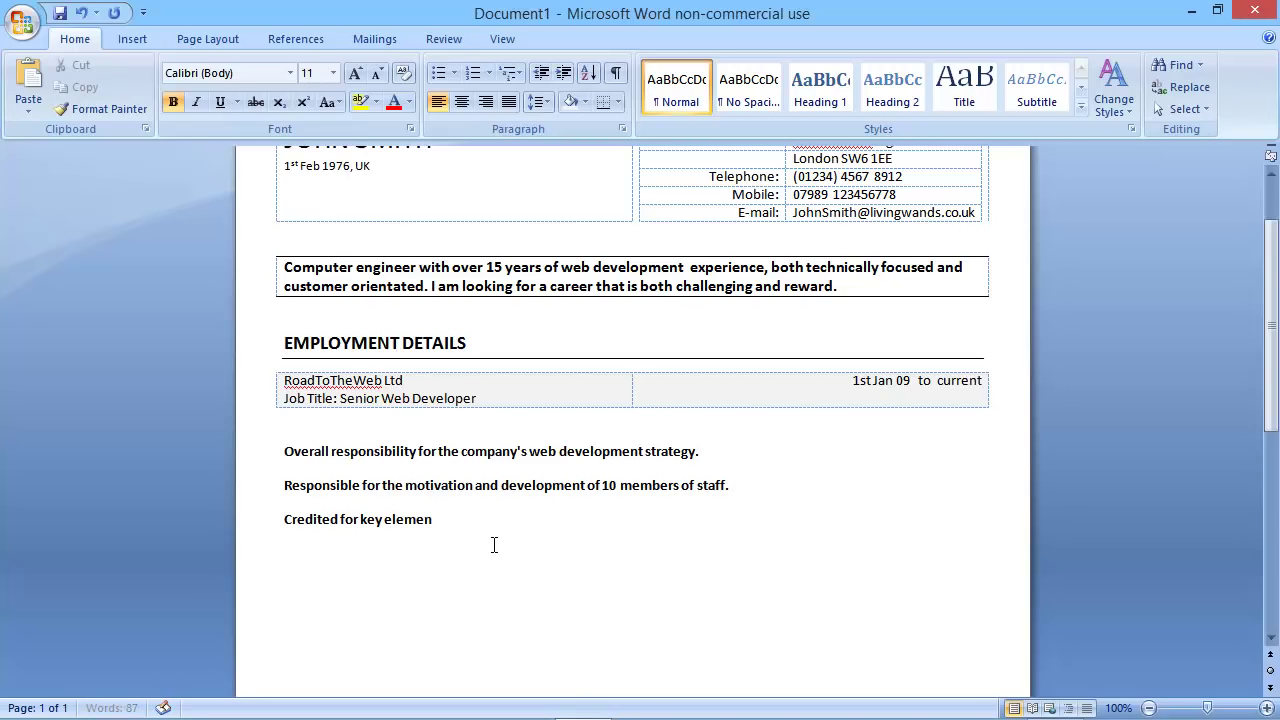 Document1 - Microsoft Word non-commercial use
Home Insert Page Layout References Mailings Review View
Paste
Cut
Copy
Format Painter
Clipboard
Calibri (Body) 11
Font
Paragraph
AaBbCcDc AaBbCcDc AaBbC AaBbCc AaB AaBbCc.
¶ Normal ¶ No Spaci... Heading 1 Heading 2 Title Subtitle
Change
Styles
Styles
Find
Replace
Select
Editing
JOHN SMITH
1st Feb 1976, UK
London SW6 1EE
Telephone: (01234) 4567 8912
Mobile: 07989 123456778
E-mail: JohnSmith@livingwands.co.uk
Computer engineer with over 15 years of web development experience, both technically focused and
customer orientated. I am looking for a career that is both challenging and reward.
EMPLOYMENT DETAILS
RoadToTheWeb Ltd 1st Jan 09 to current
Job Title: Senior Web Developer
Overall responsibility for the company's web development strategy.
Responsible for the motivation and development of 10 members of staff.
Credited for key elemen
Page: 1 of 1 Words: 87 100%